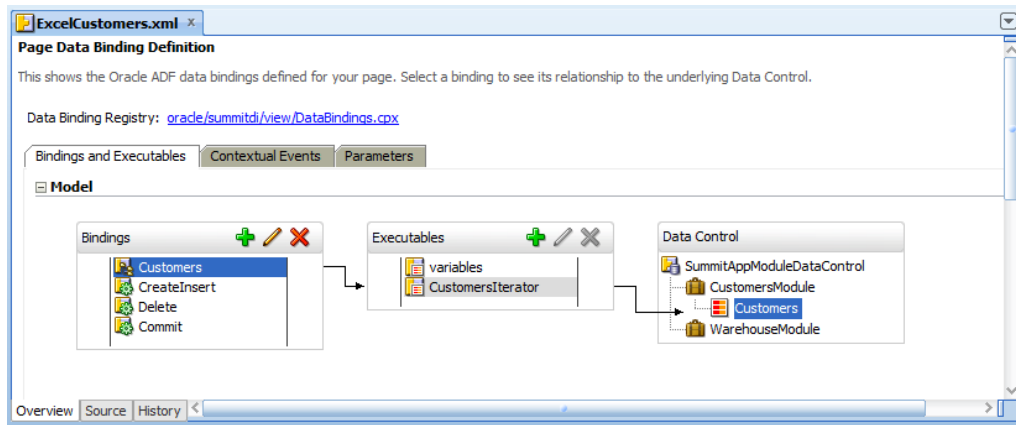 ExcelCustomers.xml
Page Data Binding Definition
This shows the Oracle ADF data bindings defined for your page. Select a binding to see its relationship to the underlying Data Control.
Data Binding Registry: oracle/summitdi/view/DataBindings.cpx
Bindings and Executables Contextual Events Parameters
Model
Bindings Executables Data Control
Customers
CreateInsert
Delete
Commit
variables
CustomersIterator
SummitAppModuleDataControl
CustomersModule
Customers
WarehouseModule
Overview Source History